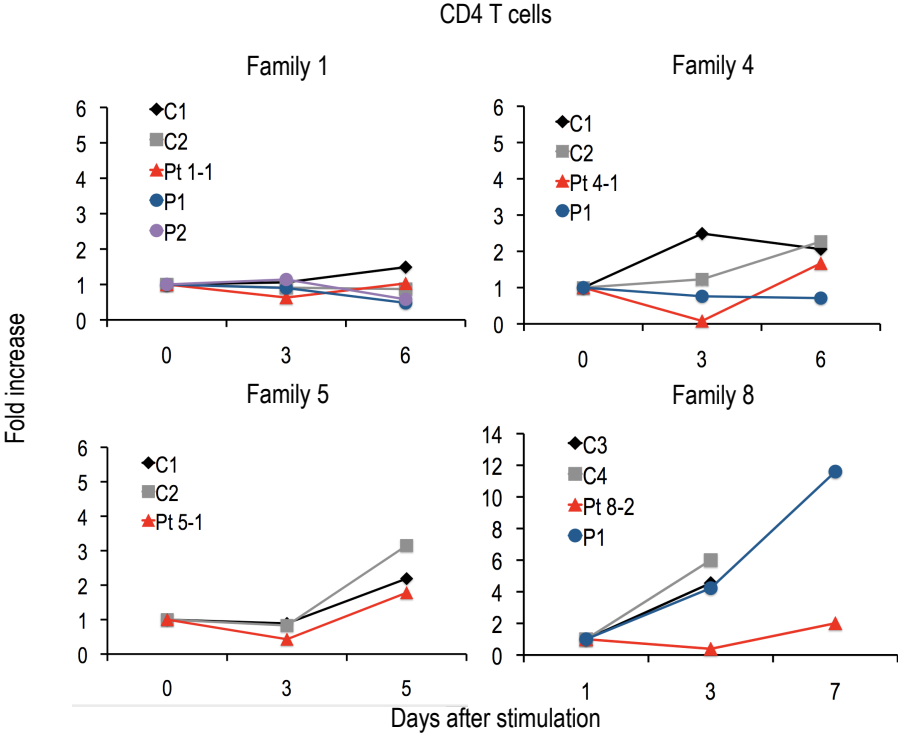 CD4 T cells
Fold increase
Family 1
6
5
4
3
2
1
0
C1
C2
Pt 1-1
P1
P2
0 3 6
Family 4
6
5
4
3
2
1
0
C1
C2
Pt 4-1
P1
0 3 6
Family 5
6
5
4
3
2
1
0
C1
C2
Pt 5-1
0 3 5
Family 8
14
12
10
8
6
4
2
0
C3
C4
Pt 8-2
P1
1 3 7
Days after stimulation